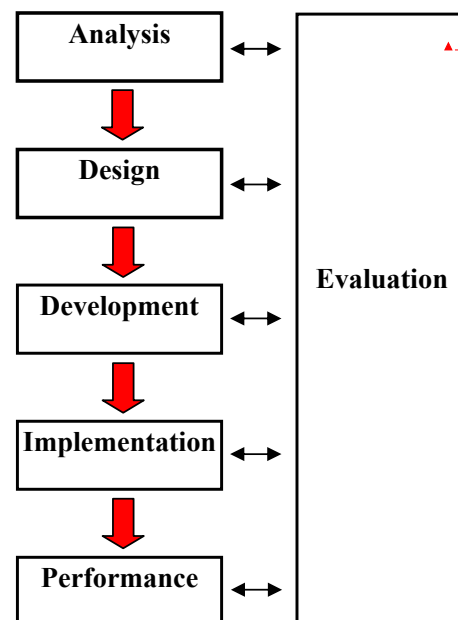 Analysis
Design
Evaluation
Development
Implementation
Performance